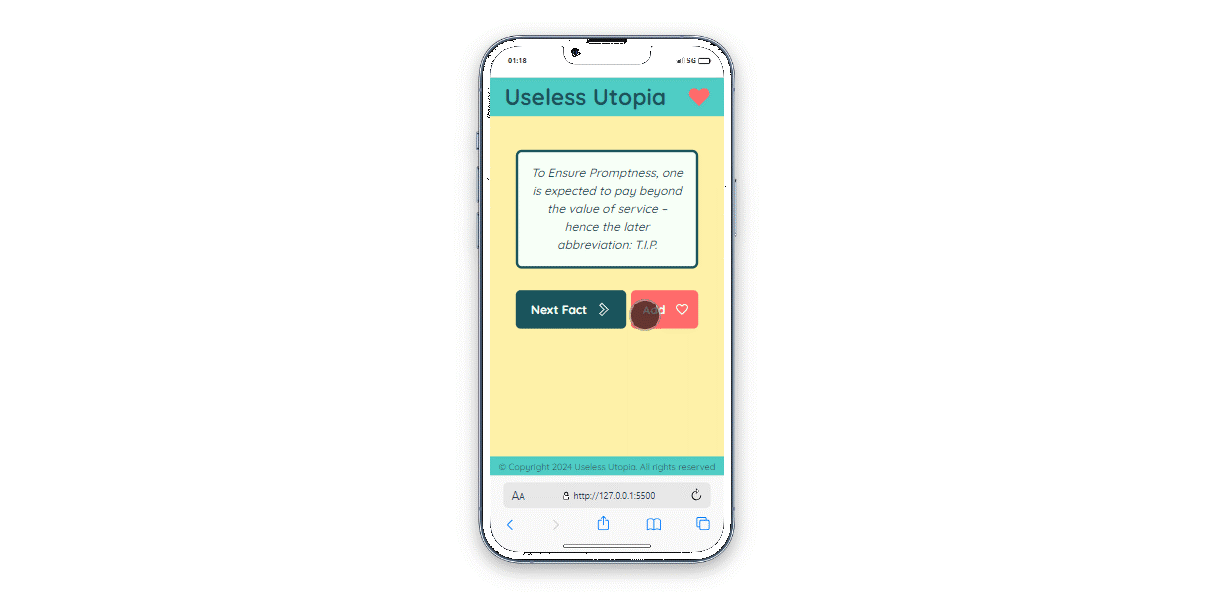 01:18 5G
Useless Utopia
To Ensure Promptness, one
is expected to pay beyond
the value of service –
hence the later
abbreviation: T.I.P.
Next Fact Add
© Copyright 2024 Useless Utopia. All rights reserved
AA http://127.0.0.1:5500